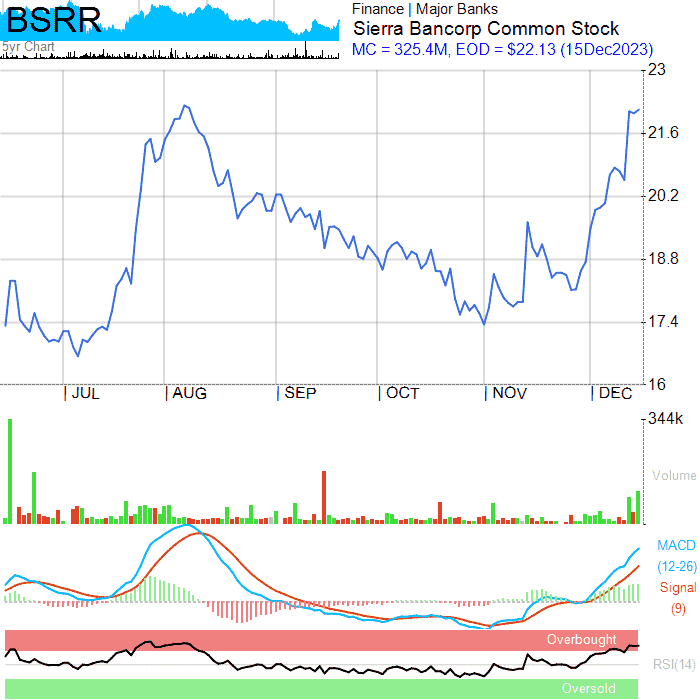 BSRR
5yr Chart
Finance | Major Banks
Sierra Bancorp Common Stock
MC = 325.4M, EOD = $22.13 (15Dec2023)
23
21.6
20.2
18.8
17.4
16
| JUL | AUG | SEP | OCT | NOV | DEC
344k
Volume
MACD
(12-26)
Signal
(9)
Overbought
RSI(14)
Oversold